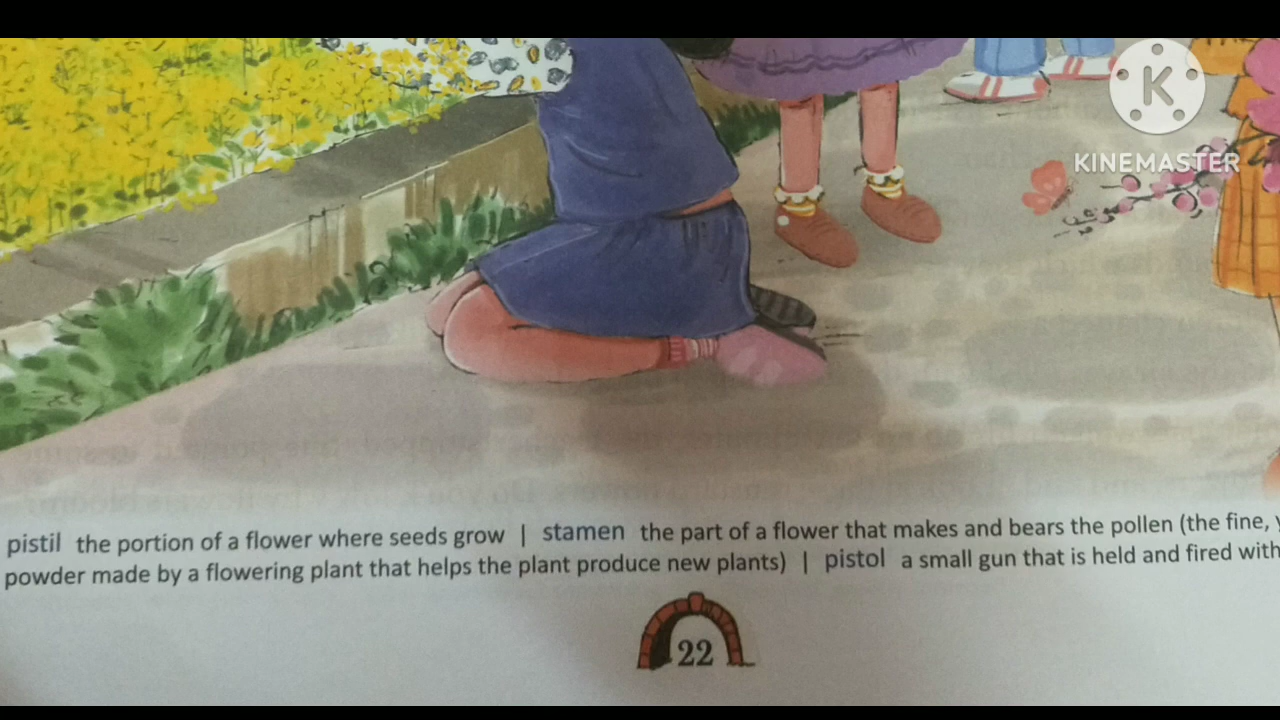 K
KINEMASTER
pistil the portion of a flower where seeds grow | stamen the part of a flower that makes and bears the pollen (the fine,
powder made by a flowering plant that helps the plant produce new plants) | pistol a small gun that is held and fired with
22